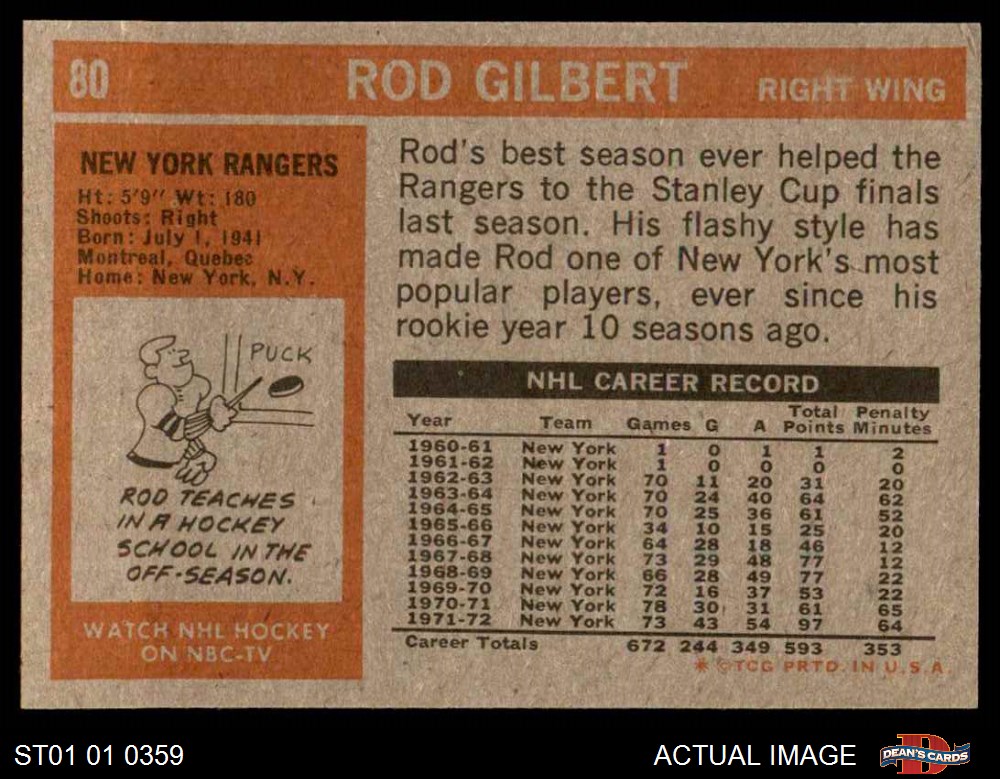 80 ROD GILBERT RIGHT WING
NEW YORK RANGERS
Ht: 5'9" Wt: 180
Shoots: Right
Born: July 1, 1941
Montreal, Quebec
Home: New York, N.Y.
PUCK
ROD TEACHES
IN A HOCKEY
SCHOOL IN THE
OFF-SEASON.
WATCH NHL HOCKEY
ON NBC-TV
Rod's best season ever helped the
Rangers to the Stanley Cup finals
last season. His flashy style has
made Rod one of New York's most
popular players, ever since his
rookie year 10 seasons ago.
NHL CAREER RECORD
Year Team Games G A Total Points Penalty Minutes
1960-61 New York 1 0 1 1 2
1961-62 New York 1 0 0 0 0
1962-63 New York 70 11 20 31 20
1963-64 New York 70 24 40 64 62
1964-65 New York 70 25 36 61 52
1965-66 New York 34 10 15 25 20
1966-67 New York 64 28 18 46 12
1967-68 New York 73 29 48 77 12
1968-69 New York 66 28 49 77 22
1969-70 New York 72 16 37 53 22
1970-71 New York 78 30 31 61 65
1971-72 New York 73 43 54 97 64
Career Totals 672 244 349 593 353
* © TCG PRTD. IN U.S.A.
ST01 01 0359
ACTUAL IMAGE
DEAN'S CARDS